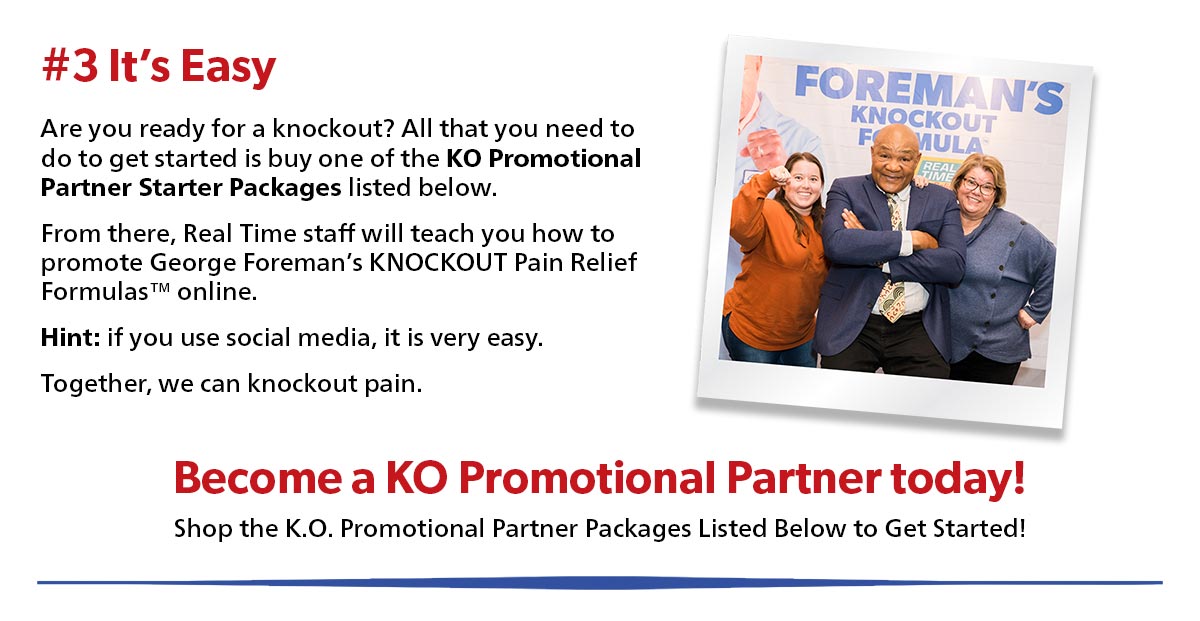 #3 It’s Easy
Are you ready for a knockout? All that you need to
do to get started is buy one of the KO Promotional
Partner Starter Packages listed below.
From there, Real Time staff will teach you how to
promote George Foreman’s KNOCKOUT Pain Relief
Formulas™ online.
Hint: if you use social media, it is very easy.
Together, we can knockout pain.
FOREMAN’S
KNOCKOUT
FORMULA
REAL
TIME
Become a KO Promotional Partner today!
Shop the K.O. Promotional Partner Packages Listed Below to Get Started!